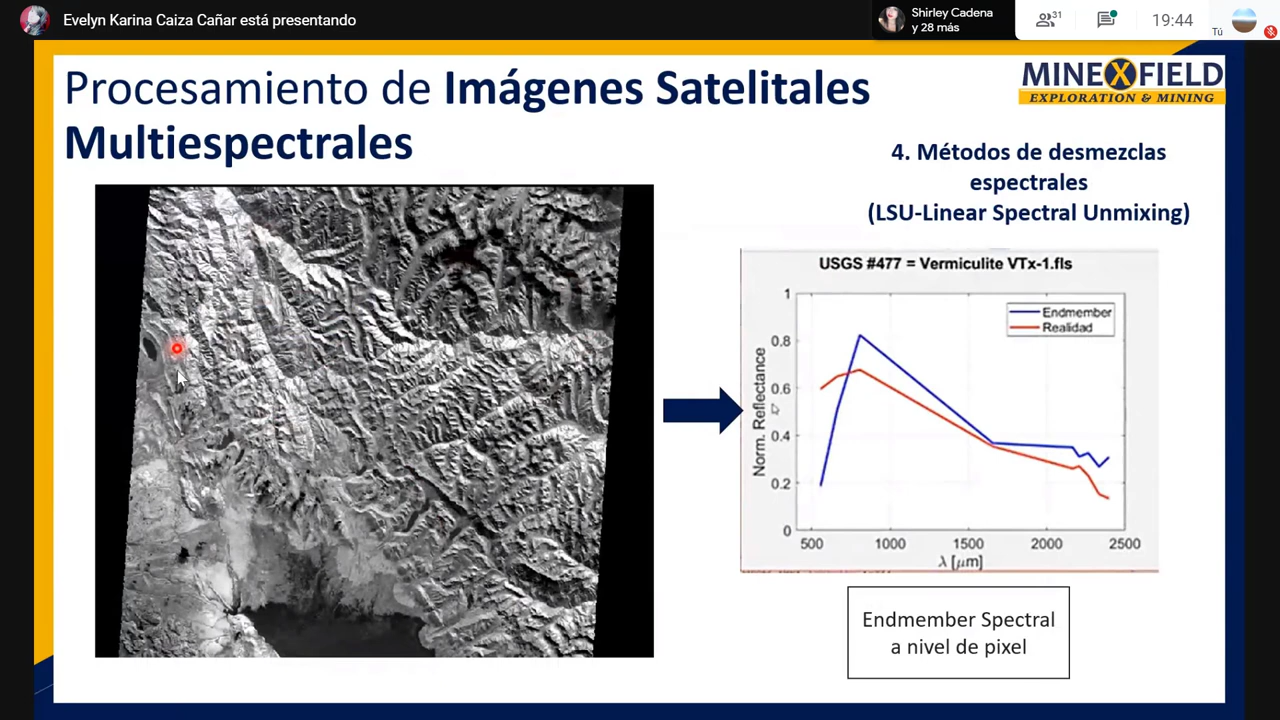 Evelyn Karina Caiza Cañar está presentando
Shirley Cadena
y 28 más
31
19:44
Tú
Procesamiento de Imágenes Satelitales
Multiespectrales
MINEXFIELD
EXPLORATION & MINING
4. Métodos de desmezclas
espectrales
(LSU-Linear Spectral Unmixing)
USGS #477 = Vermiculite VTx-1.fls
Endmember
Realidad
Norm. Reflectance
1
0.8
0.6
0.4
0.2
0
500 1000 1500 2000 2500
λ [μm]
Endmember Spectral
a nivel de pixel